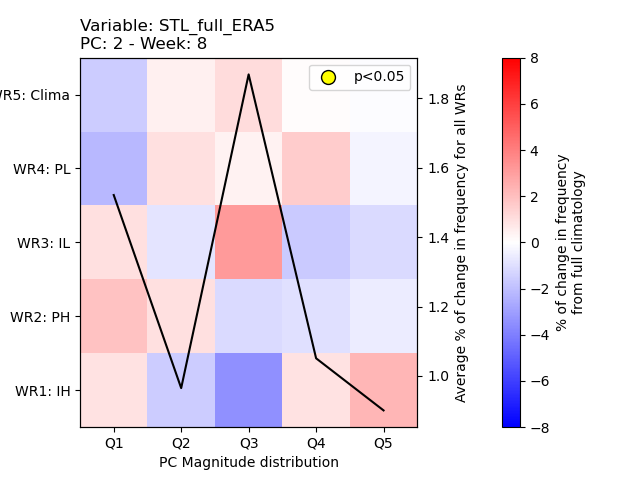 Variable: STL_full_ERA5
PC: 2 - Week: 8
p<0.05
WR5: Clima
WR4: PL
WR3: IL
WR2: PH
WR1: IH
Q1 Q2 Q3 Q4 Q5
PC Magnitude distribution
1.8
1.6
1.4
1.2
1.0
Average % of change in frequency for all WRs
8
6
4
2
0
−2
−4
−6
−8
% of change in frequency
from full climatology